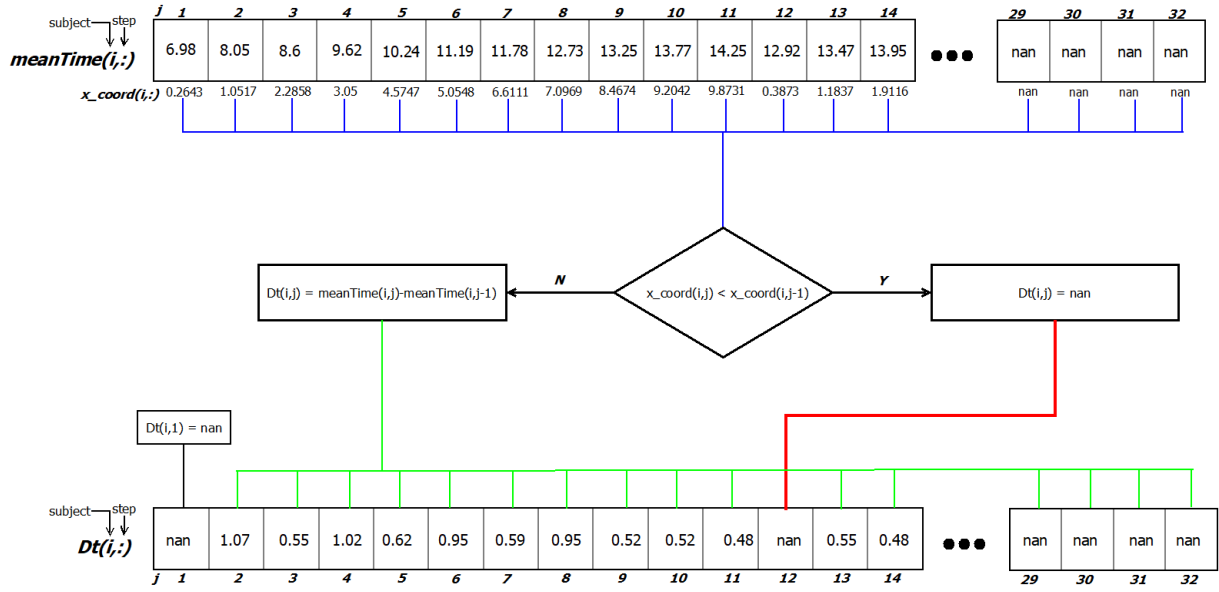 j 1 2 3 4 5 6 7 8 9 10 11 12 13 14 29 30 31 32
subject step
meanTime(i,:) 6.98 8.05 8.6 9.62 10.24 11.19 11.78 12.73 13.25 13.77 14.25 12.92 13.47 13.95 ●●● nan nan nan nan
x_coord(i,:) 0.2643 1.0517 2.2858 3.05 4.5747 5.0548 6.6111 7.0969 8.4674 9.2042 9.8731 0.3873 1.1837 1.9116 nan nan nan nan
N Y
Dt(i,j) = meanTime(i,j)-meanTime(i,j-1) x_coord(i,j) < x_coord(i,j-1) Dt(i,j) = nan
Dt(i,1) = nan
subject step
Dt(i,:) nan 1.07 0.55 1.02 0.62 0.95 0.59 0.95 0.52 0.52 0.48 nan 0.55 0.48 ●●● nan nan nan nan
j 1 2 3 4 5 6 7 8 9 10 11 12 13 14 29 30 31 32